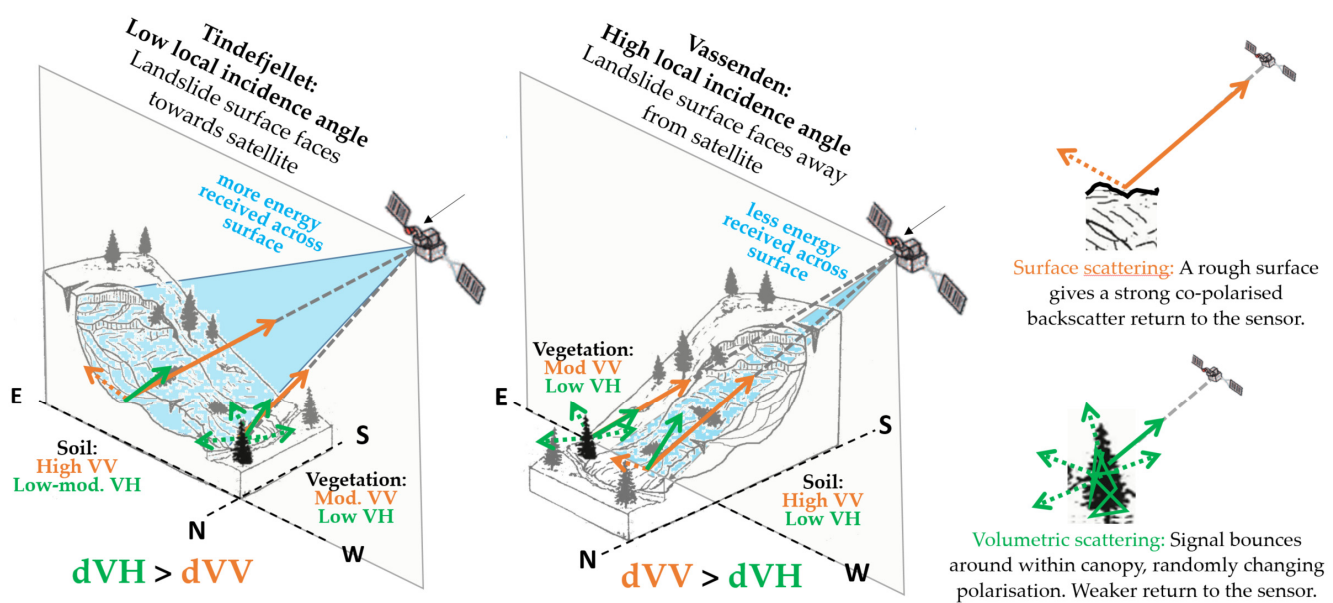 Tindefjellet:
Low local incidence angle
Landslide surface faces
towards satellite
more energy
received across
surface
E
S
Soil:
High VV
Low-mod. VH
Vegetation:
Mod. VV
Low VH
N
W
dVH > dVV
Vassenden:
High local incidence angle
Landslide surface faces away
from satellite
less energy
received across
surface
Vegetation:
Mod VV
Low VH
E
S
Soil:
High VV
Low VH
N
W
dVV > dVH
Surface scattering: A rough surface
gives a strong co-polarised
backscatter return to the sensor.
Volumetric scattering: Signal bounces
around within canopy, randomly changing
polarisation. Weaker return to the sensor.